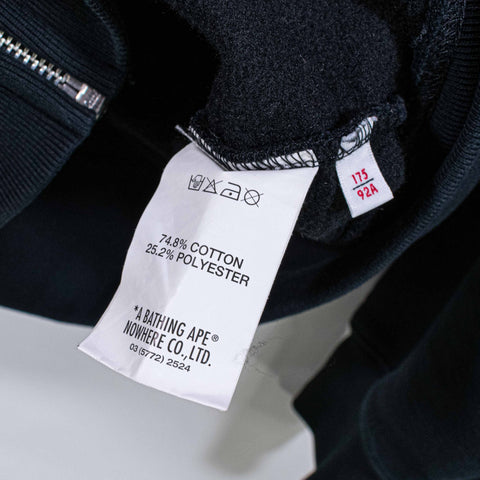 74.8% COTTON
25.2% POLYESTER
*A BATHING APE®
NOWHERE CO., LTD.
03 (5772) 2524
175
92A